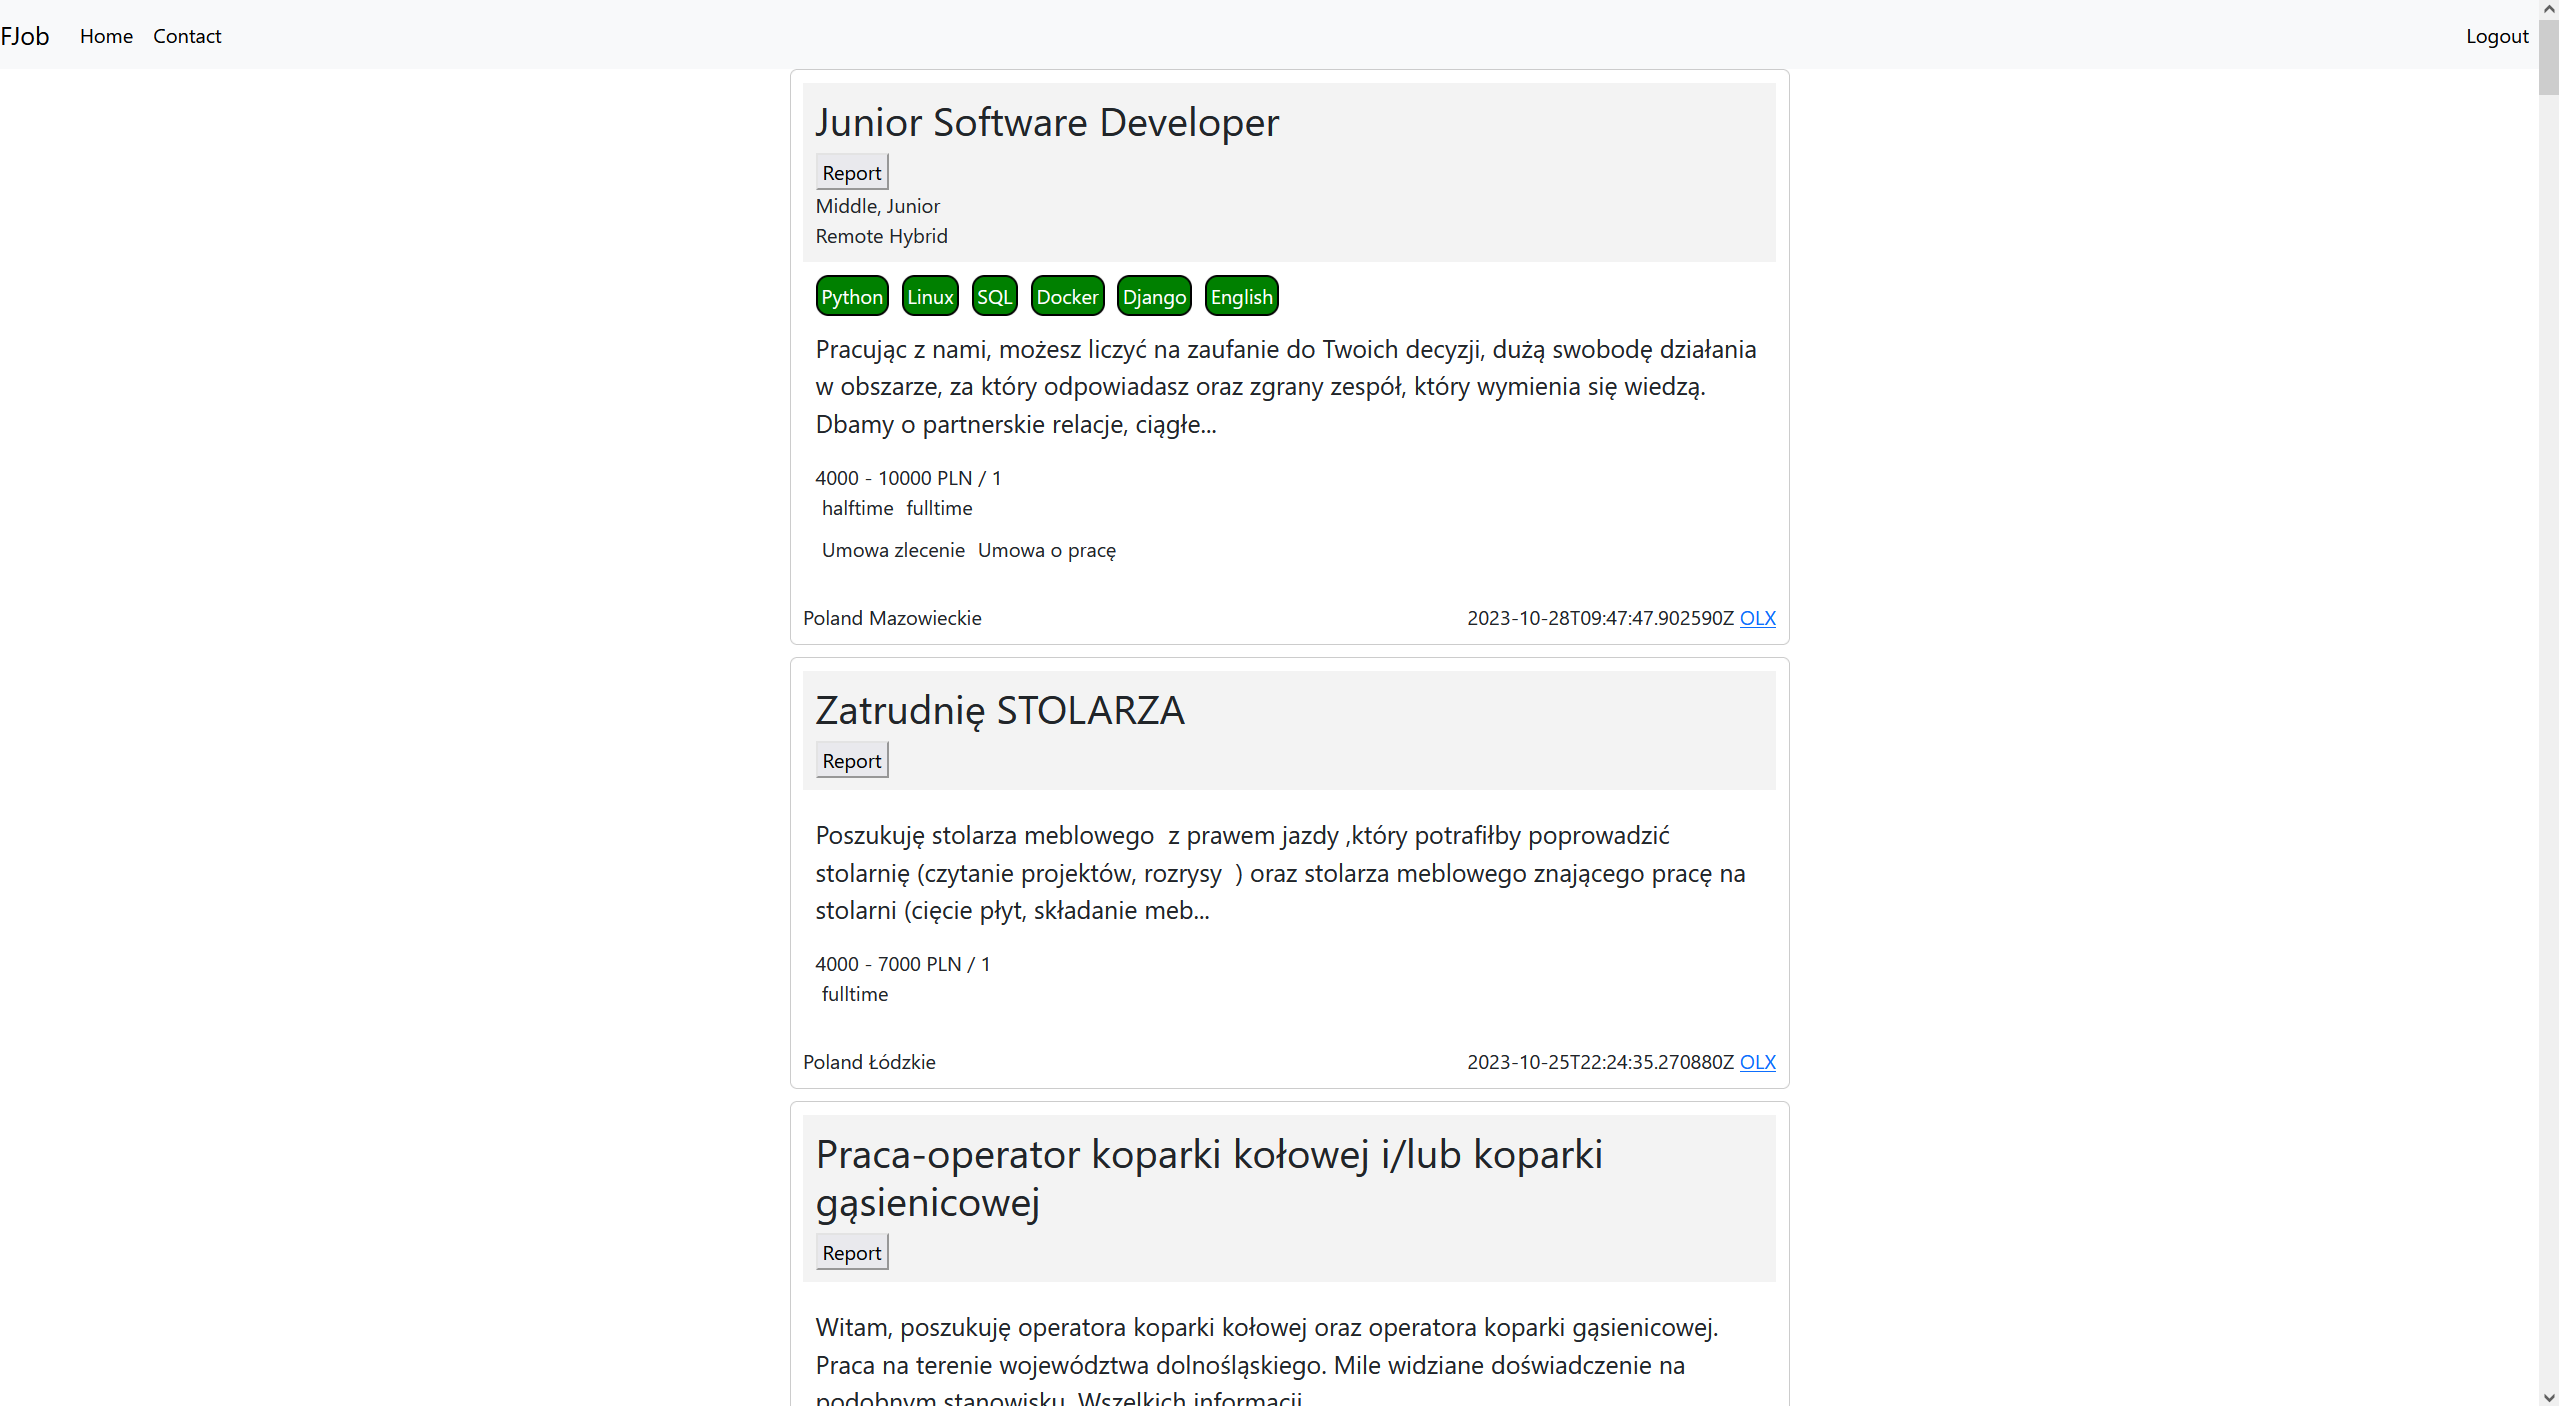 FJob Home Contact Logout
Junior Software Developer
Report
Middle, Junior
Remote Hybrid
Python Linux SQL Docker Django English
Pracując z nami, możesz liczyć na zaufanie do Twoich decyzji, dużą swobodę działania
w obszarze, za który odpowiadasz oraz zgrany zespół, który wymienia się wiedzą.
Dbamy o partnerskie relacje, ciągłe...
4000 - 10000 PLN / 1
halftime fulltime
Umowa zlecenie Umowa o pracę
Poland Mazowieckie 2023-10-28T09:47:47.902590Z OLX
Zatrudnię STOLARZA
Report
Poszukuję stolarza meblowego  z prawem jazdy ,który potrafiłby poprowadzić
stolarnię (czytanie projektów, rozrysy  ) oraz stolarza meblowego znającego pracę na
stolarni (cięcie płyt, składanie meb...
4000 - 7000 PLN / 1
fulltime
Poland Łódzkie 2023-10-25T22:24:35.270880Z OLX
Praca-operator koparki kołowej i/lub koparki
gąsienicowej
Report
Witam, poszukuję operatora koparki kołowej oraz operatora koparki gąsienicowej.
Praca na terenie województwa dolnośląskiego. Mile widziane doświadczenie na
podobnym stanowisku. Wszelkich informacji